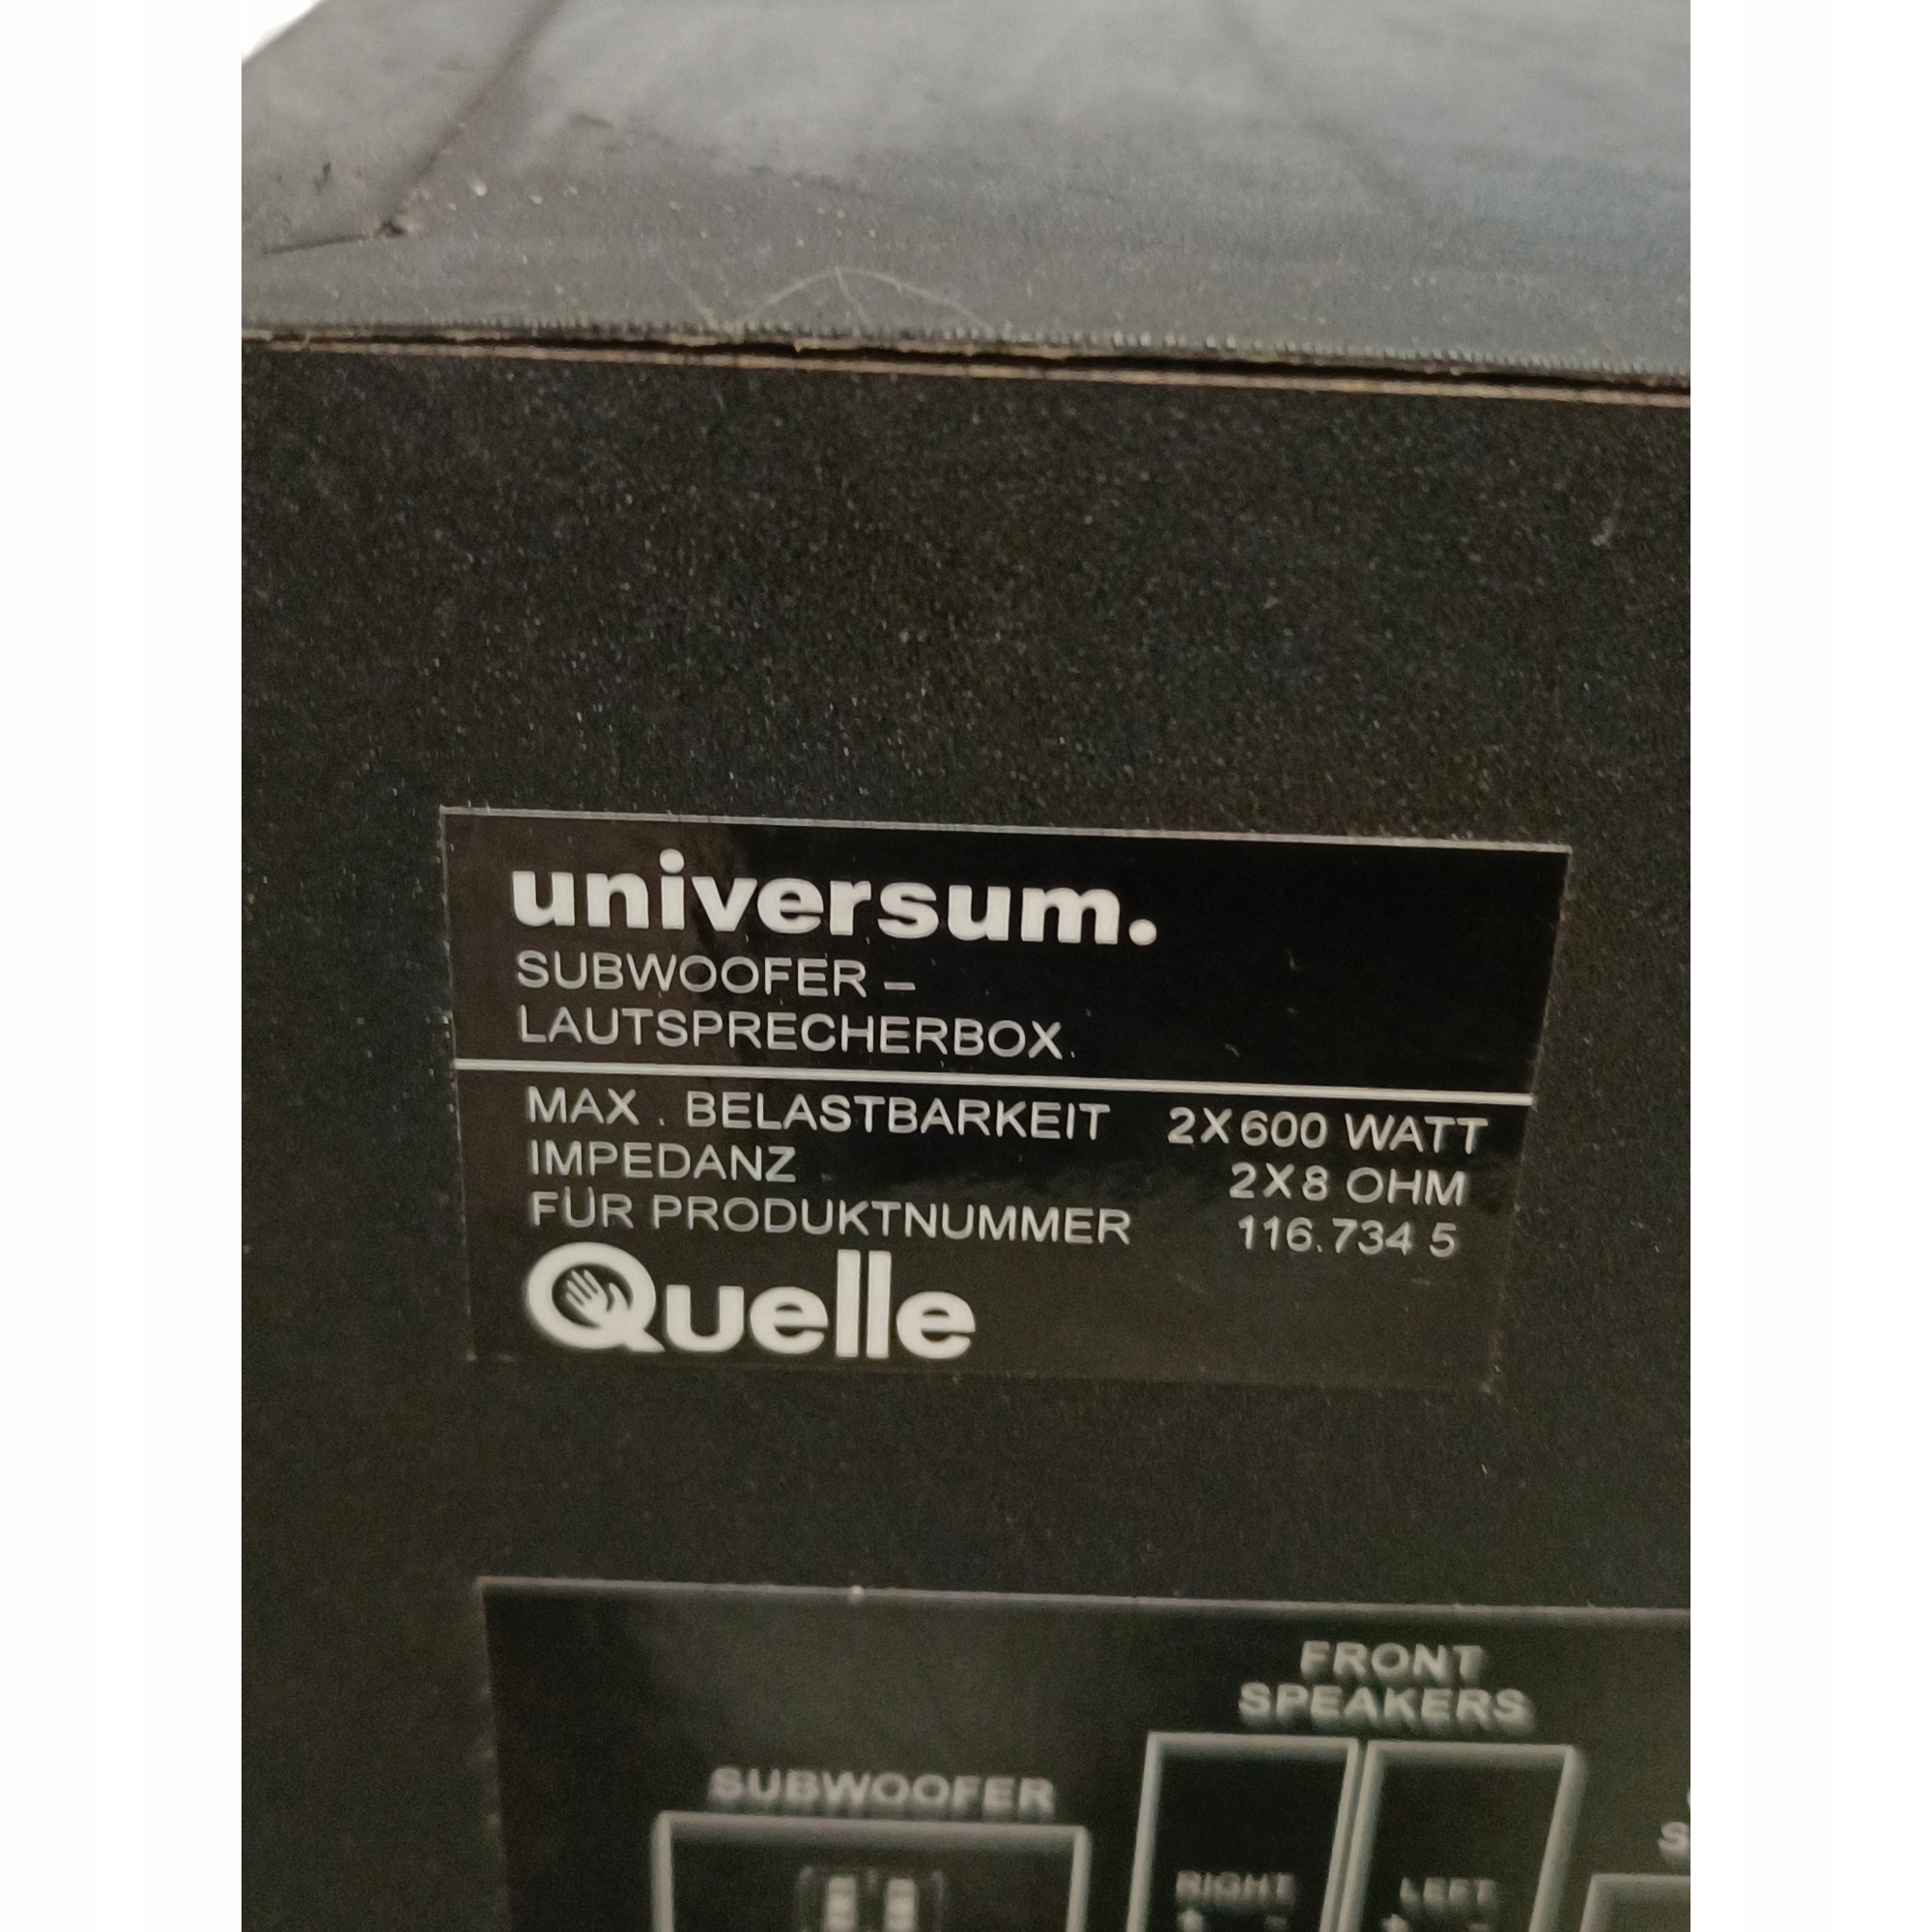 universum.
SUBWOOFER –
LAUTSPRECHERBOX.
MAX. BELASTBARKEIT 2X600 WATT
IMPEDANZ 2X8 OHM
FÜR PRODUKTNUMMER 116.734 5
Quelle
FRONT
SPEAKERS
SUBWOOFER
RIGHT LEFT
+ - + -